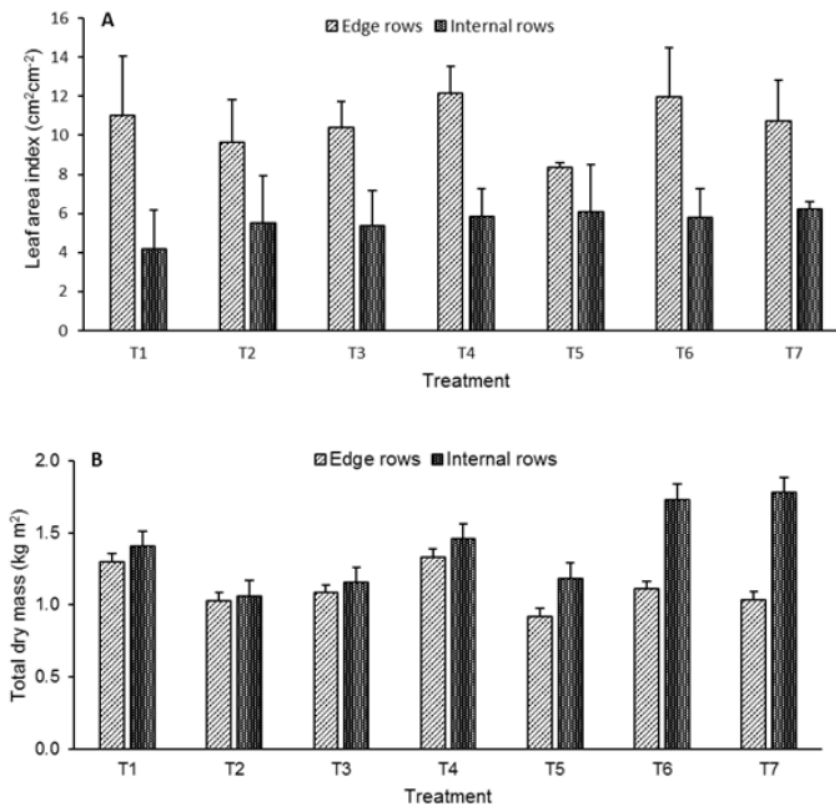 A
Edge rows Internal rows
Leaf area index (cm²cm⁻²)
16
14
12
10
8
6
4
2
0
T1 T2 T3 T4 T5 T6 T7
Treatment
B
Edge rows Internal rows
Total dry mass (kg m²)
2.0
1.5
1.0
0.5
0.0
T1 T2 T3 T4 T5 T6 T7
Treatment